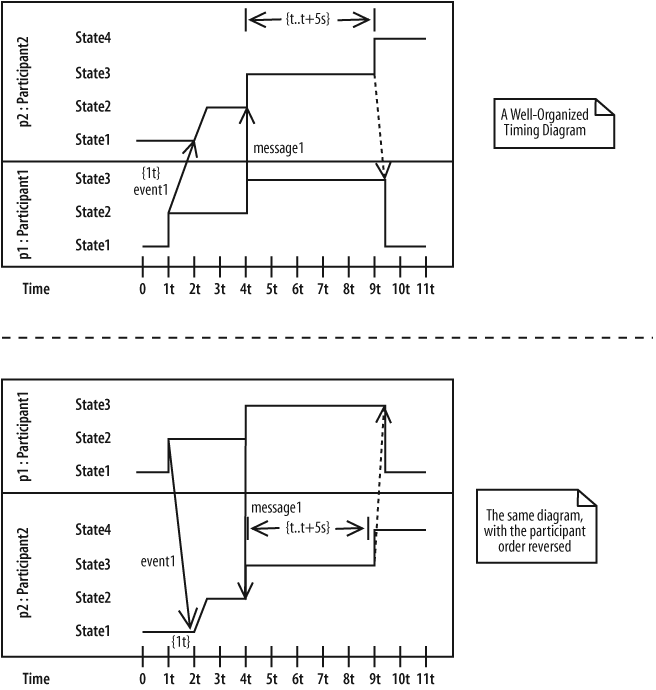 {t..t+5s}
State4
State3
State2
State1
p2 : Participant2
message1
{1t}
event1
State3
State2
State1
p1 : Participant1
Time
0 1t 2t 3t 4t 5t 6t 7t 8t 9t 10t 11t
A Well-Organized
Timing Diagram
State3
State2
State1
p1 : Participant1
message1
{t..t+5s}
State4
State3
State2
State1
p2 : Participant2
event1
{1t}
Time
0 1t 2t 3t 4t 5t 6t 7t 8t 9t 10t 11t
The same diagram,
with the participant
order reversed